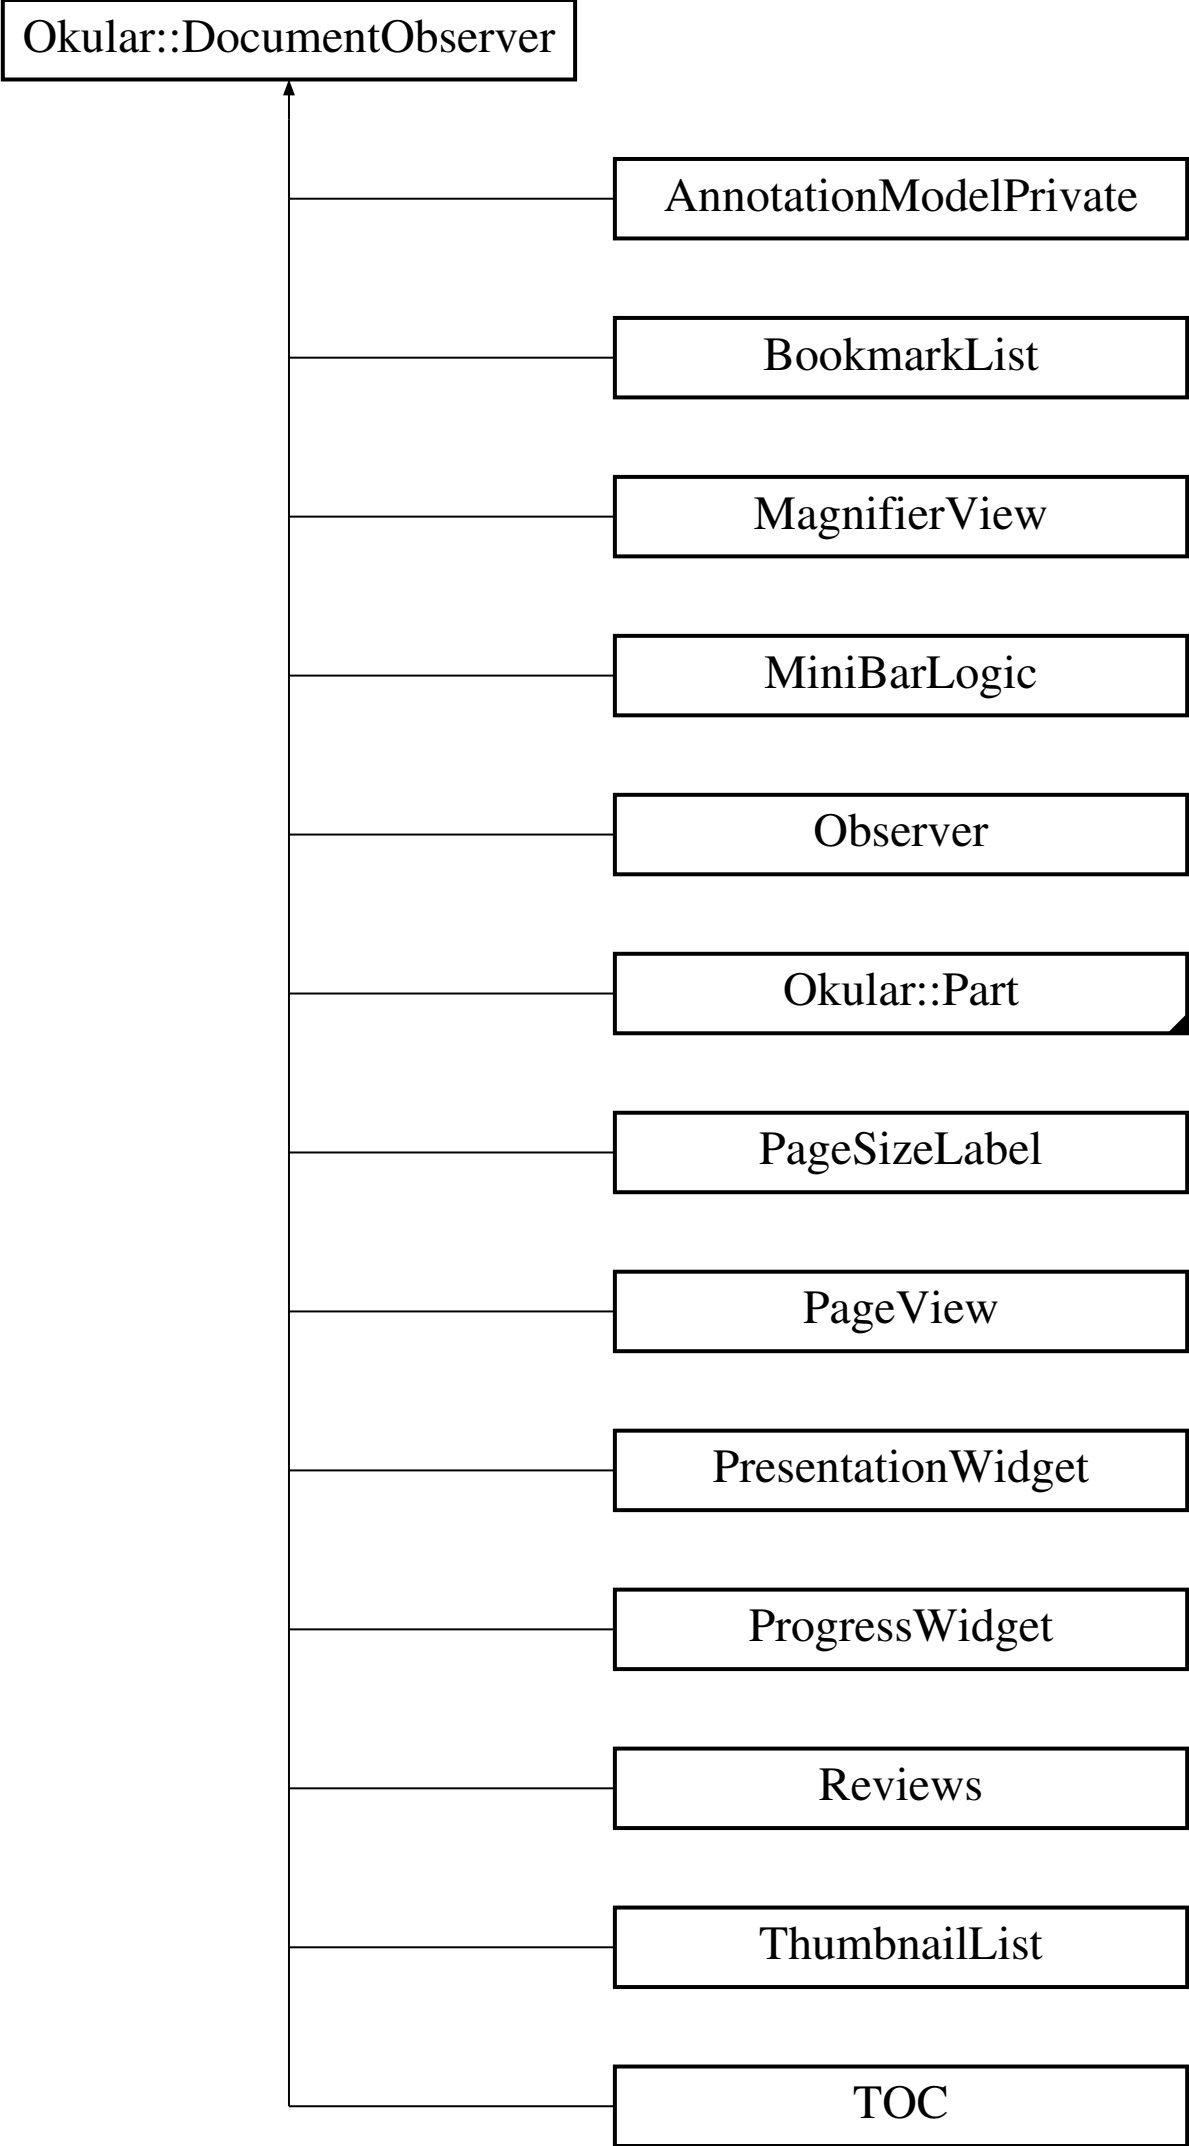 Okular::DocumentObserver
AnnotationModelPrivate
BookmarkList
MagnifierView
MiniBarLogic
Observer
Okular::Part
PageSizeLabel
PageView
PresentationWidget
ProgressWidget
Reviews
ThumbnailList
TOC